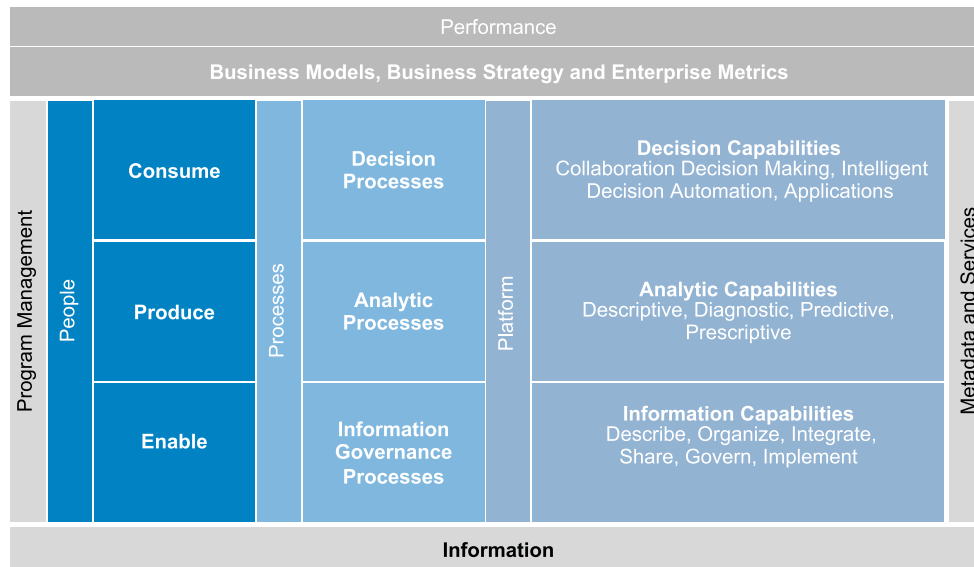 Performance
Business Models, Business Strategy and Enterprise Metrics
Program Management
People
Consume
Produce
Enable
Processes
Decision
Processes
Analytic
Processes
Information
Governance
Processes
Platform
Decision Capabilities
Collaboration Decision Making, Intelligent
Decision Automation, Applications
Analytic Capabilities
Descriptive, Diagnostic, Predictive,
Prescriptive
Information Capabilities
Describe, Organize, Integrate,
Share, Govern, Implement
Metadata and Services
Information